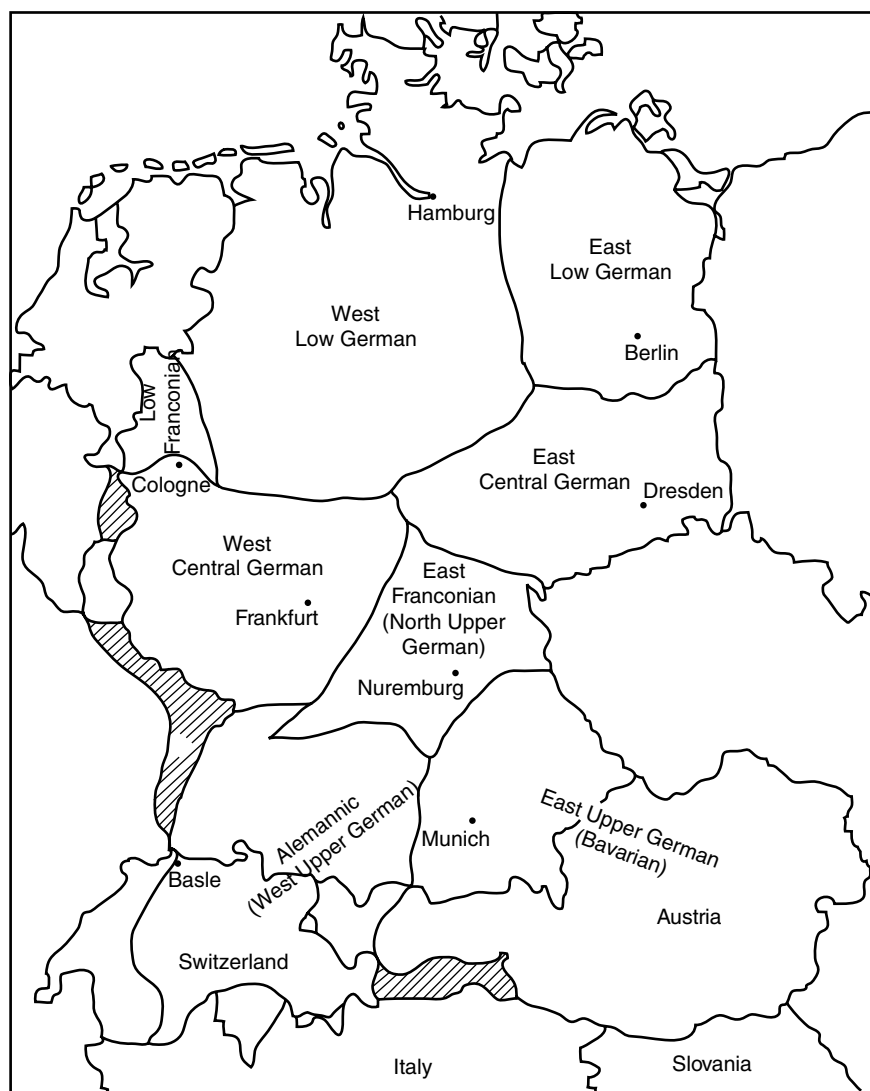 Hamburg
East
Low German
West
Low German
Berlin
Low
Franconian
East
Central German
Cologne
Dresden
West
Central German
East
Franconian
(North Upper
German)
Frankfurt
Nuremburg
Alemannic
(West Upper German)
Munich
East Upper German
(Bavarian)
Basle
Austria
Switzerland
Italy
Slovania